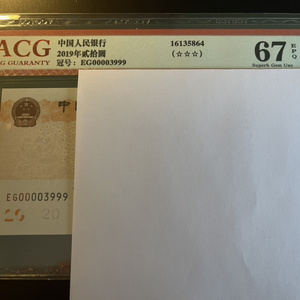 ACG 中国人民银行 16135864 67 EPQ
NG GUARANTY 2019年贰拾圆 (☆☆☆) Superb Gem Unc
冠号：EG00003999
中
EG00003999
20